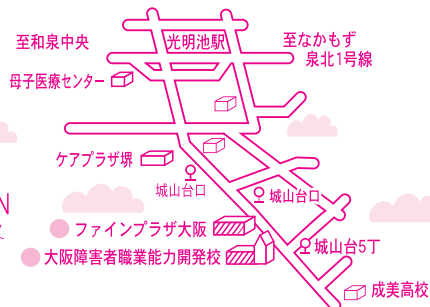 至和泉中央
光明池駅
至なかもず
泉北1号線
母子医療センター
ケアプラザ堺
城山台口
城山台口
N
ファインプラザ大阪
城山台5丁
大阪障害者職業能力開発校
成美高校